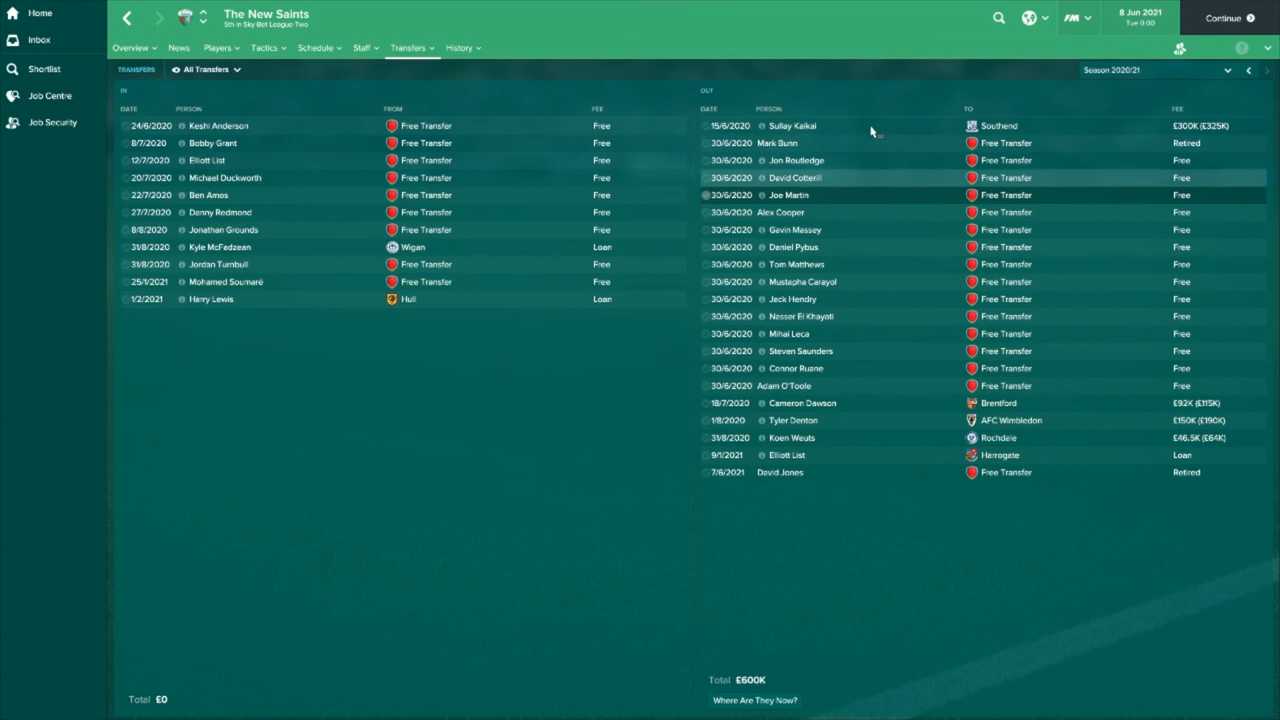 Home
Inbox
Shortlist
Job Centre
Job Security
The New Saints
5th in Sky Bet League Two
FM
8 Jun 2021
Tue 0:00
Continue
Overview News Players Tactics Schedule Staff Transfers History
TRANSFERS All Transfers Season 2020/21
IN
DATE PERSON FROM FEE
24/6/2020 Keshi Anderson Free Transfer Free
8/7/2020 Bobby Grant Free Transfer Free
12/7/2020 Elliott List Free Transfer Free
20/7/2020 Michael Duckworth Free Transfer Free
22/7/2020 Ben Amos Free Transfer Free
27/7/2020 Danny Redmond Free Transfer Free
8/8/2020 Jonathan Grounds Free Transfer Free
31/8/2020 Kyle McFadzean Wigan Loan
31/8/2020 Jordan Turnbull Free Transfer Free
25/1/2021 Mohamed Soumaré Free Transfer Free
1/2/2021 Harry Lewis Hull Loan
Total £0
OUT
DATE PERSON TO FEE
15/6/2020 Sullay Kaikai Southend £300K (£325K)
30/6/2020 Mark Bunn Free Transfer Retired
30/6/2020 Jon Routledge Free Transfer Free
30/6/2020 David Cotterill Free Transfer Free
30/6/2020 Joe Martin Free Transfer Free
30/6/2020 Alex Cooper Free Transfer Free
30/6/2020 Gavin Massey Free Transfer Free
30/6/2020 Daniel Pybus Free Transfer Free
30/6/2020 Tom Matthews Free Transfer Free
30/6/2020 Mustapha Carayol Free Transfer Free
30/6/2020 Jack Hendry Free Transfer Free
30/6/2020 Nasser El Khayati Free Transfer Free
30/6/2020 Mihai Leca Free Transfer Free
30/6/2020 Steven Saunders Free Transfer Free
30/6/2020 Connor Ruane Free Transfer Free
30/6/2020 Adam O'Toole Free Transfer Free
18/7/2020 Cameron Dawson Brentford £92K (£115K)
1/8/2020 Tyler Denton AFC Wimbledon £150K (£190K)
31/8/2020 Koen Weuts Rochdale £46.5K (£64K)
9/1/2021 Elliott List Harrogate Loan
7/6/2021 David Jones Free Transfer Retired
Total £600K
Where Are They Now?